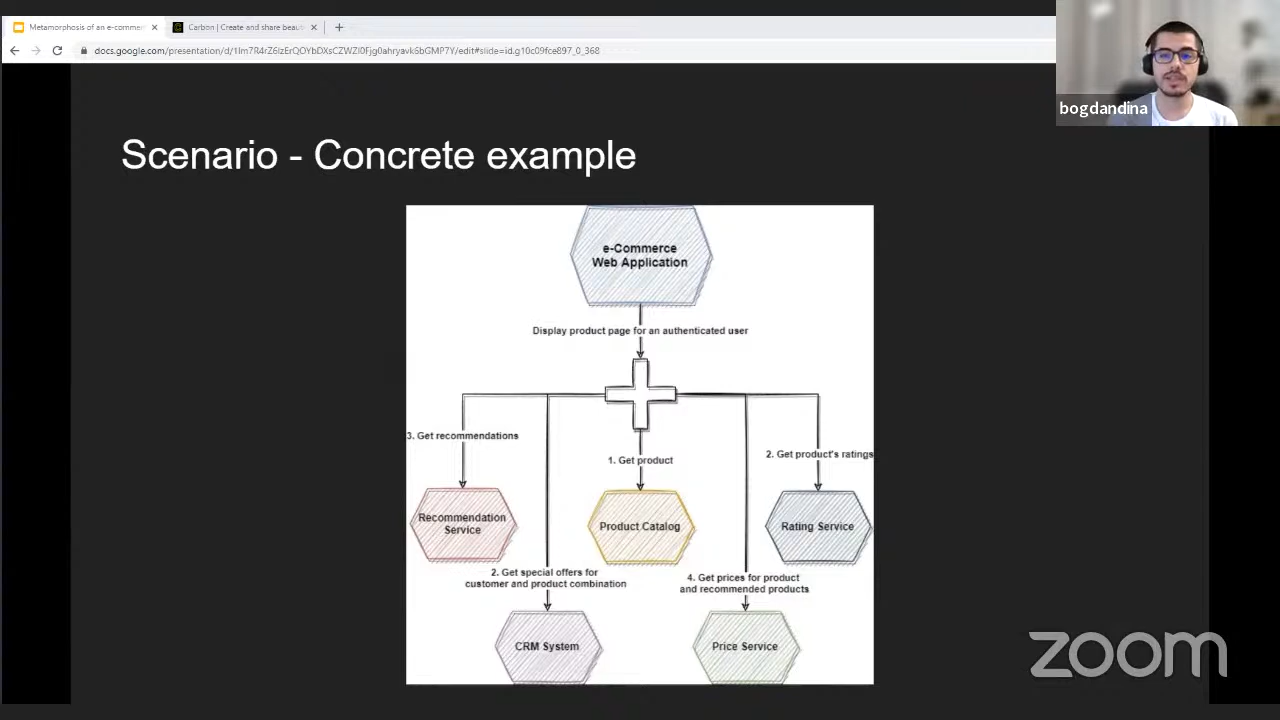 Metamorphosis of an e-commer
Carbon | Create and share beau
docs.google.com/presentation/d/1Im7R4rZ6IzErQOYbDXsCZWZI0Fjg0ahryavk6bGMP7Y/edit#slide=id.g10c09fce897_0_368
bogdandina
Scenario - Concrete example
e-Commerce
Web Application
Display product page for an authenticated user
3. Get recommendations
1. Get product
2. Get product's ratings
Recommendation
Service
Product Catalog
Rating Service
2. Get special offers for
customer and product combination
4. Get prices for product
and recommended products
CRM System
Price Service
zoom